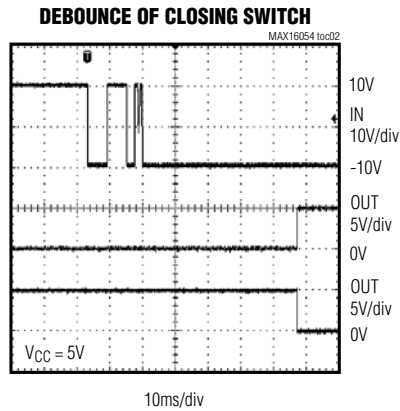 DEBOUNCE OF CLOSING SWITCH
MAX16054 toc02
T
10V
IN
10V/div
-10V
OUT
5V/div
0V
OUT
5V/div
0V
VCC = 5V
10ms/div